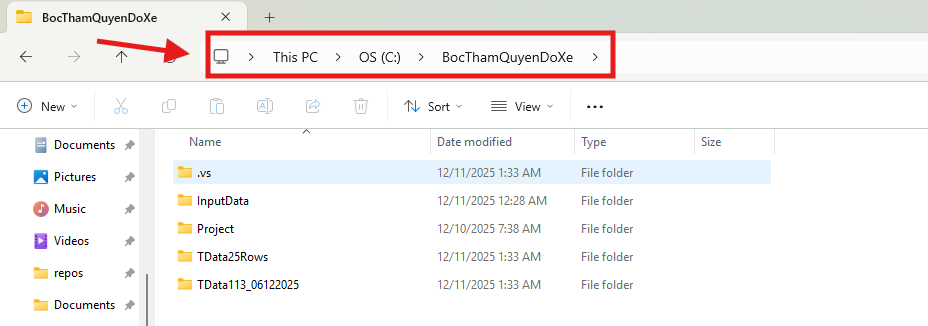 BocThamQuyenDoXe
This PC > OS (C:) > BocThamQuyenDoXe >
New Sort View
Name Date modified Type Size
Documents
Pictures
Music
Videos
repos
Documents
.vs 12/11/2025 1:33 AM File folder
InputData 12/11/2025 12:28 AM File folder
Project 12/10/2025 7:38 AM File folder
TData25Rows 12/11/2025 1:33 AM File folder
TData113_06122025 12/11/2025 1:33 AM File folder